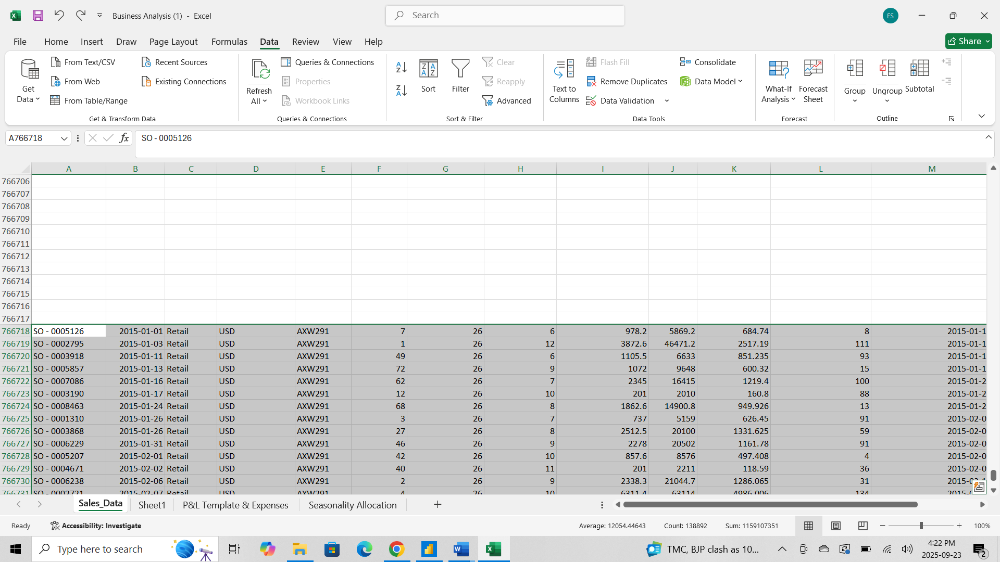 Business Analysis (1) - Excel
Search
FS
File Home Insert Draw Page Layout Formulas Data Review View Help
Share
Get Data
From Text/CSV
From Web
From Table/Range
Recent Sources
Existing Connections
Get & Transform Data
Refresh All
Queries & Connections
Properties
Workbook Links
Queries & Connections
Sort
Filter
Clear
Reapply
Advanced
Sort & Filter
Text to Columns
Flash Fill
Remove Duplicates
Data Validation
Consolidate
Data Model
Data Tools
What-If Analysis
Forecast Sheet
Forecast
Group
Ungroup
Subtotal
Outline
A766718 fx SO - 0005126
A B C D E F G H I J K L M
766706
766707
766708
766709
766710
766711
766712
766713
766714
766715
766716
766717
766718 SO - 0005126 2015-01-01 Retail USD AXW291 7 26 6 978.2 5869.2 684.74 8 2015-01-1
766719 SO - 0002795 2015-01-03 Retail USD AXW291 1 26 12 3872.6 46471.2 2517.19 111 2015-01-1
766720 SO - 0003918 2015-01-11 Retail USD AXW291 49 26 6 1105.5 6633 851.235 93 2015-01-1
766721 SO - 0005857 2015-01-13 Retail USD AXW291 72 26 9 1072 9648 600.32 15 2015-01-1
766722 SO - 0007086 2015-01-16 Retail USD AXW291 62 26 7 2345 16415 1219.4 100 2015-01-2
766723 SO - 0003190 2015-01-17 Retail USD AXW291 12 26 10 201 2010 160.8 88 2015-01-2
766724 SO - 0008463 2015-01-24 Retail USD AXW291 68 26 8 1862.6 14900.8 949.926 13 2015-01-2
766725 SO - 0001310 2015-01-26 Retail USD AXW291 3 26 7 737 5159 626.45 91 2015-02-0
766726 SO - 0003868 2015-01-26 Retail USD AXW291 27 26 8 2512.5 20100 1331.625 59 2015-02-0
766727 SO - 0006229 2015-01-31 Retail USD AXW291 46 26 9 2278 20502 1161.78 91 2015-02-0
766728 SO - 0005207 2015-02-01 Retail USD AXW291 42 26 10 857.6 8576 497.408 4 2015-02-0
766729 SO - 0004671 2015-02-02 Retail USD AXW291 40 26 11 201 2211 118.59 36 2015-02-0
766730 SO - 0006238 2015-02-06 Retail USD AXW291 2 26 9 2338.3 21044.7 1286.065 31 2015-
766731 SO - 0002721 2015-02-07 Retail USD AXW291 4 26 10 6311.4 63114 4986.006 134 2015-
Sales_Data Sheet1 P&L Template & Expenses Seasonality Allocation
Ready Accessibility: Investigate Average: 12054.44643 Count: 138892 Sum: 1159107351 100%
Type here to search
TMC, BJP clash as 10...
4:22 PM
2025-09-23
2